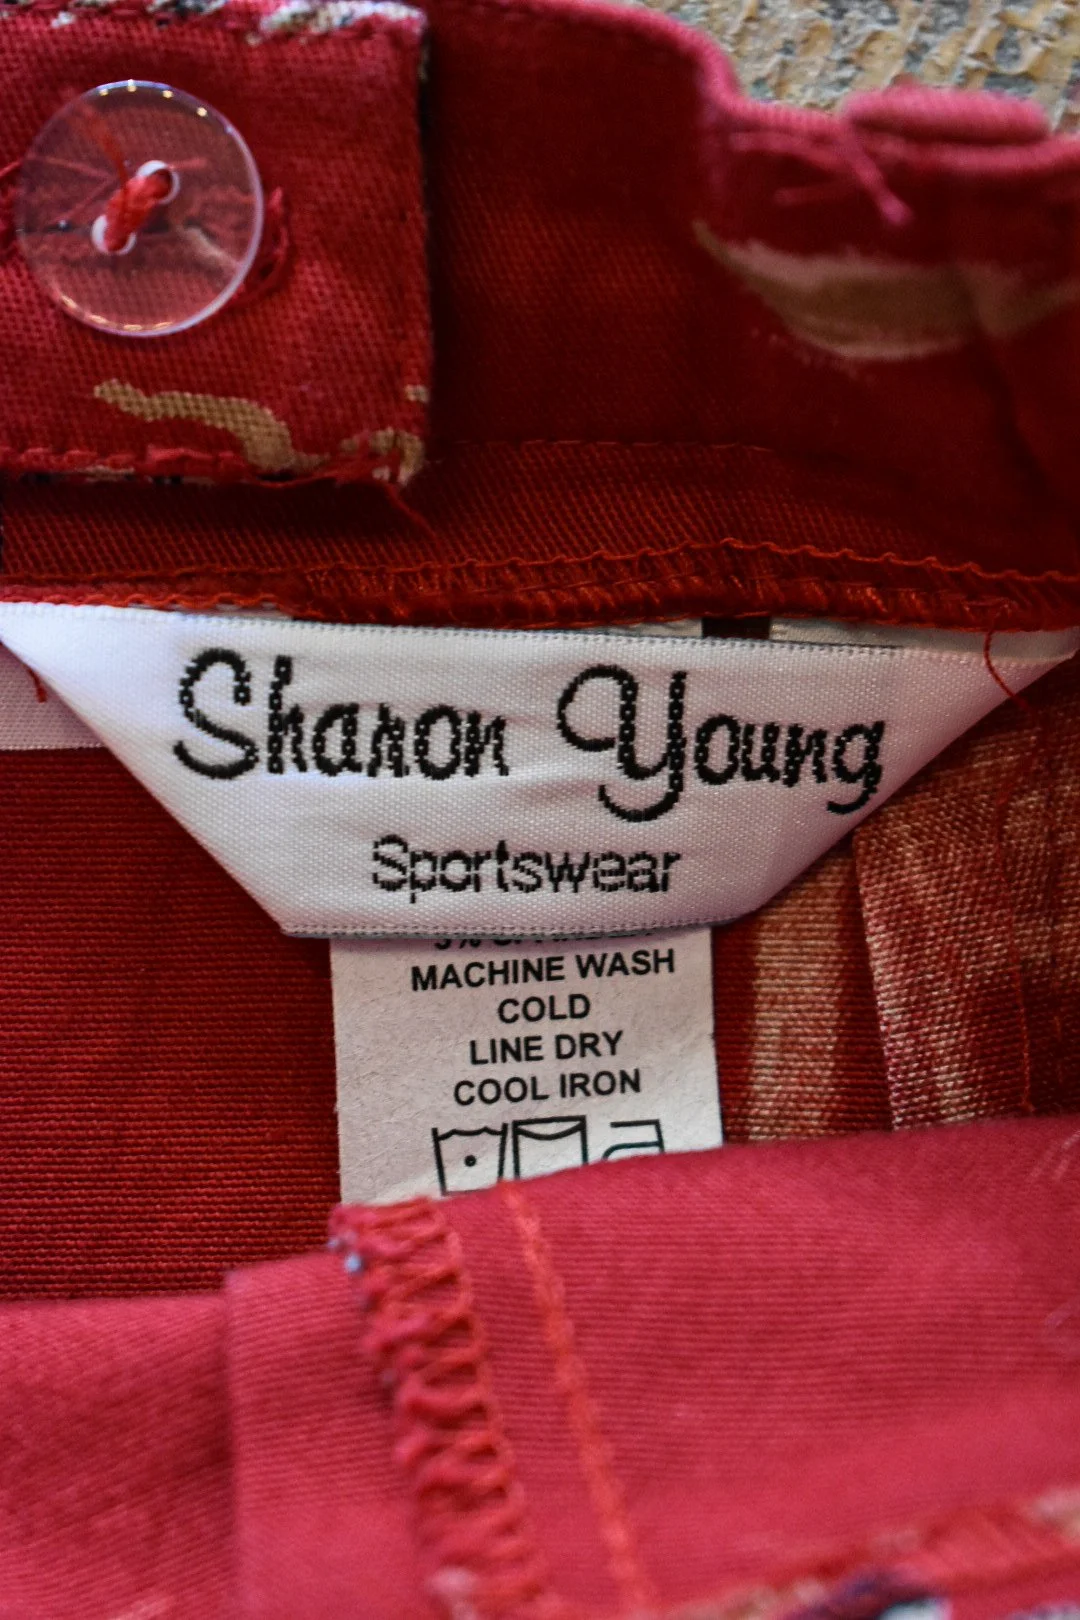 Sharon Young
Sportswear
MACHINE WASH
COLD
LINE DRY
COOL IRON